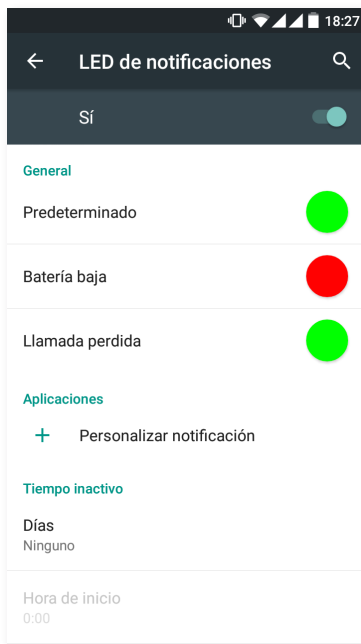 18:27
LED de notificaciones
Sí
General
Predeterminado
Batería baja
Llamada perdida
Aplicaciones
Personalizar notificación
Tiempo inactivo
Días
Ninguno
Hora de inicio
0:00